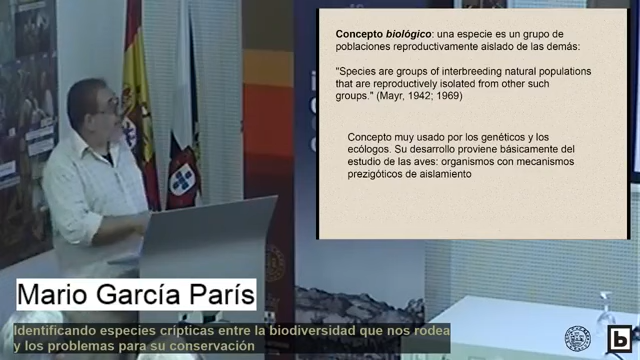 Concepto biológico: una especie es un grupo de
poblaciones reproductivamente aislado de las demás:
"Species are groups of interbreeding natural populations
that are reproductively isolated from other such
groups." (Mayr, 1942; 1969)
Concepto muy usado por los genéticos y los
ecólogos. Su desarrollo proviene básicamente del
estudio de las aves: organismos con mecanismos
prezigóticos de aislamiento
Mario García París
Identificando especies crípticas entre la biodiversidad que nos rodea
y los problemas para su conservación
b